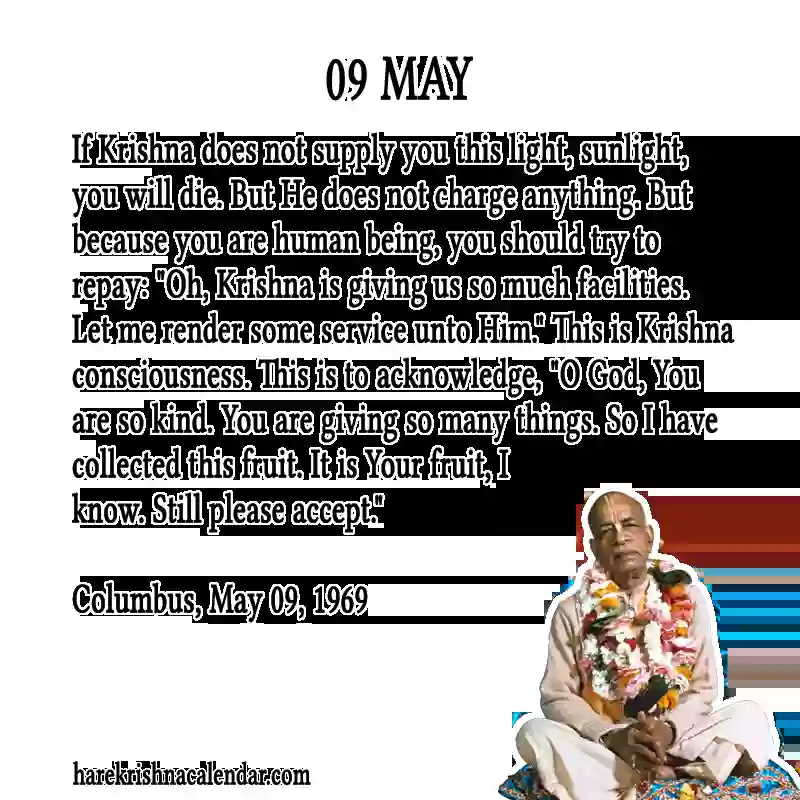 09 MAY
If Krishna does not supply you this light, sunlight,
you will die. But He does not charge anything. But
because you are human being, you should try to
repay: "Oh, Krishna is giving us so much facilities.
Let me render some service unto Him." This is Krishna
consciousness. This is to acknowledge, "O God, You
are so kind. You are giving so many things. So I have
collected this fruit. It is Your fruit, I
know. Still please accept."
Columbus, May 09, 1969
harekrishnacalendar.com